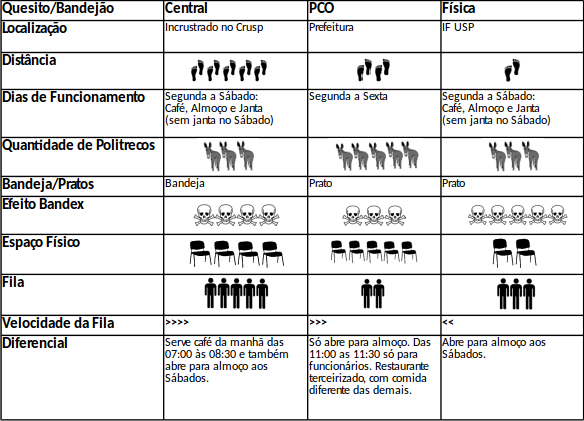 Quesito/Bandejão Central PCO Física
Localização Incrustrado no Crusp Prefeitura IF USP
Distância
Dias de Funcionamento Segunda a Sábado: Segunda a Sexta Segunda a Sábado:
Café, Almoço e Janta Café, Almoço e Janta
(sem janta no Sábado) (sem janta no Sábado)
Quantidade de Politrecos
Bandeja/Pratos Bandeja Prato Prato
Efeito Bandex
Espaço Físico
Fila
Velocidade da Fila >>>> >>> <<
Diferencial Serve café da manhã das Só abre para almoço. Das Abre para almoço aos
07:00 às 08:30 e também 11:00 as 11:30 só para Sábados.
abre para almoço aos funcionários. Restaurante
Sábados. terceirizado, com comida
diferente das demais.